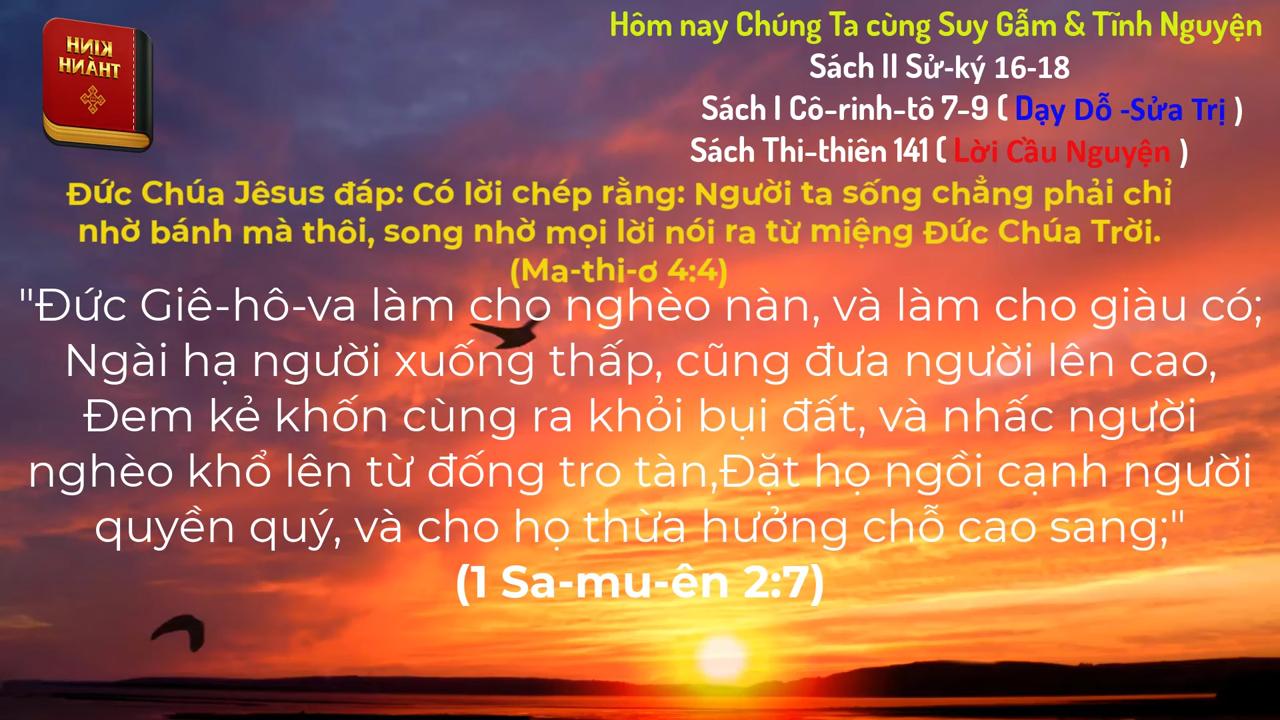 KINH
THÁNH
Hôm nay Chúng Ta cùng Suy Gẫm & Tĩnh Nguyện
Sách II Sử-ký 16-18
Sách I Cô-rinh-tô 7-9 ( Dạy Dỗ -Sửa Trị )
Sách Thi-thiên 141 ( Lời Cầu Nguyện )
Đức Chúa Jêsus đáp: Có lời chép rằng: Người ta sống chẳng phải chỉ
nhờ bánh mà thôi, song nhờ mọi lời nói ra từ miệng Đức Chúa Trời.
(Ma-thi-ơ 4:4)
"Đức Giê-hô-va làm cho nghèo nàn, và làm cho giàu có;
Ngài hạ người xuống thấp, cũng đưa người lên cao,
Đem kẻ khốn cùng ra khỏi bụi đất, và nhấc người
nghèo khổ lên từ đống tro tàn,Đặt họ ngồi cạnh người
quyền quý, và cho họ thừa hưởng chỗ cao sang;"
(1 Sa-mu-ên 2:7)